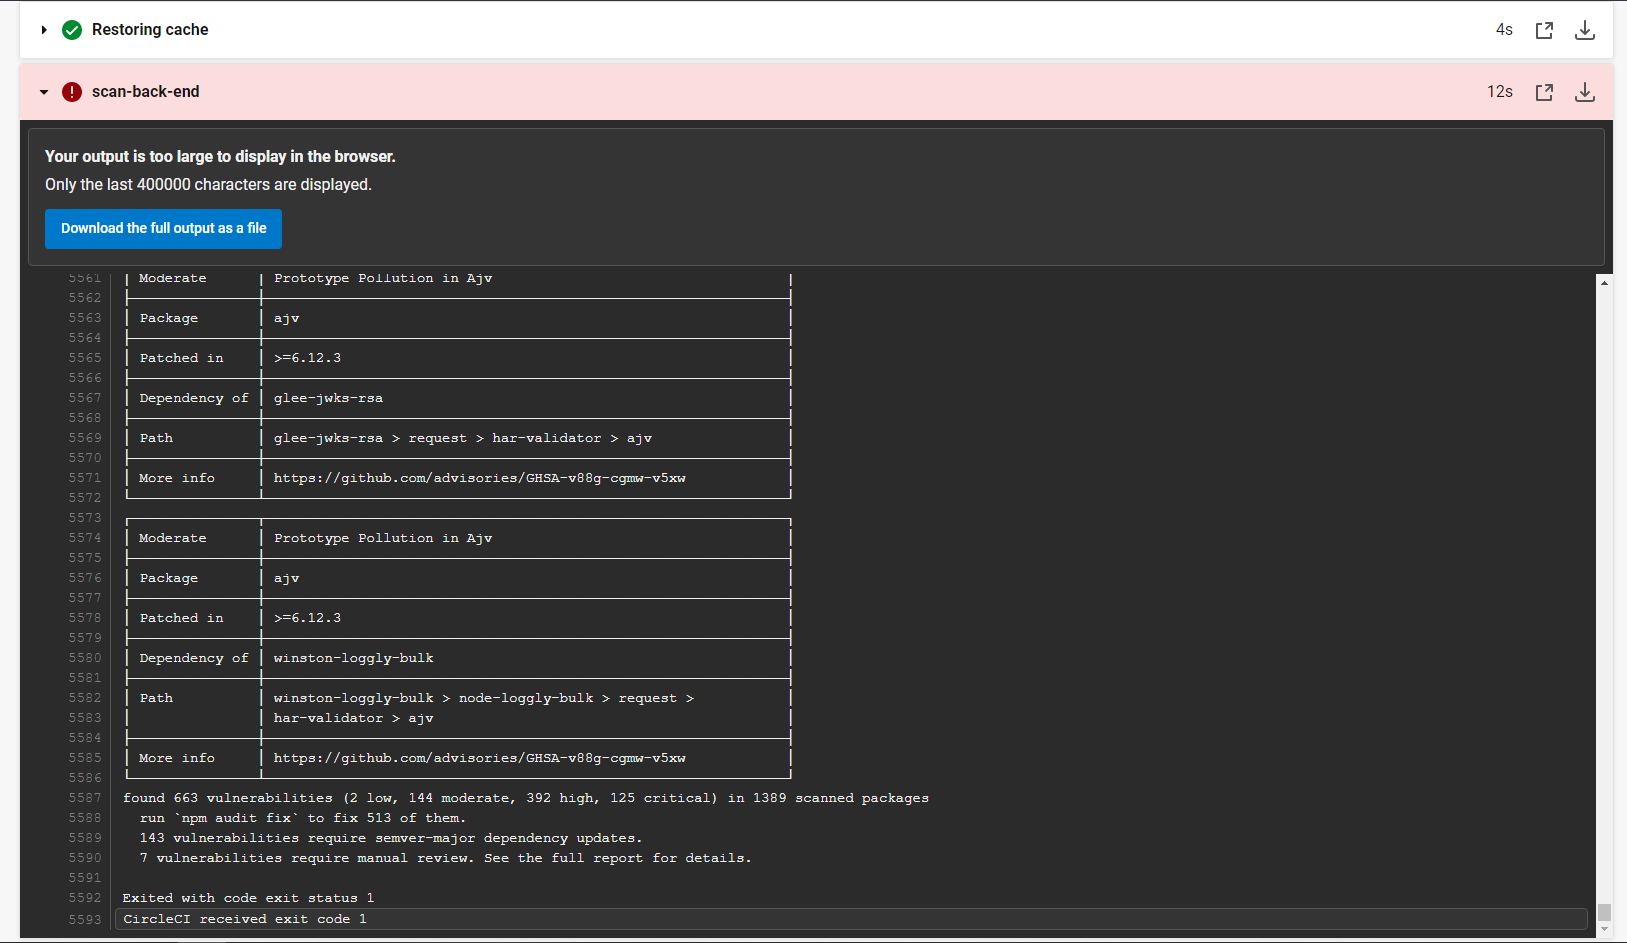 Restoring cache 4s
scan-back-end 12s
Your output is too large to display in the browser.
Only the last 400000 characters are displayed.
Download the full output as a file
5561 | Moderate | Prototype Pollution in Ajv |
5562
5563 | Package | ajv |
5564
5565 | Patched in | >=6.12.3 |
5566
5567 | Dependency of | glee-jwks-rsa |
5568
5569 | Path | glee-jwks-rsa > request > har-validator > ajv |
5570
5571 | More info | https://github.com/advisories/GHSA-v88g-cgmw-v5xw |
5572
5573
5574 | Moderate | Prototype Pollution in Ajv |
5575
5576 | Package | ajv |
5577
5578 | Patched in | >=6.12.3 |
5579
5580 | Dependency of | winston-loggly-bulk |
5581
5582 | Path | winston-loggly-bulk > node-loggly-bulk > request > |
5583 | | har-validator > ajv |
5584
5585 | More info | https://github.com/advisories/GHSA-v88g-cgmw-v5xw |
5586
5587 found 663 vulnerabilities (2 low, 144 moderate, 392 high, 125 critical) in 1389 scanned packages
5588 run `npm audit fix` to fix 513 of them.
5589 143 vulnerabilities require semver-major dependency updates.
5590 7 vulnerabilities require manual review. See the full report for details.
5591
5592 Exited with code exit status 1
5593 CircleCI received exit code 1